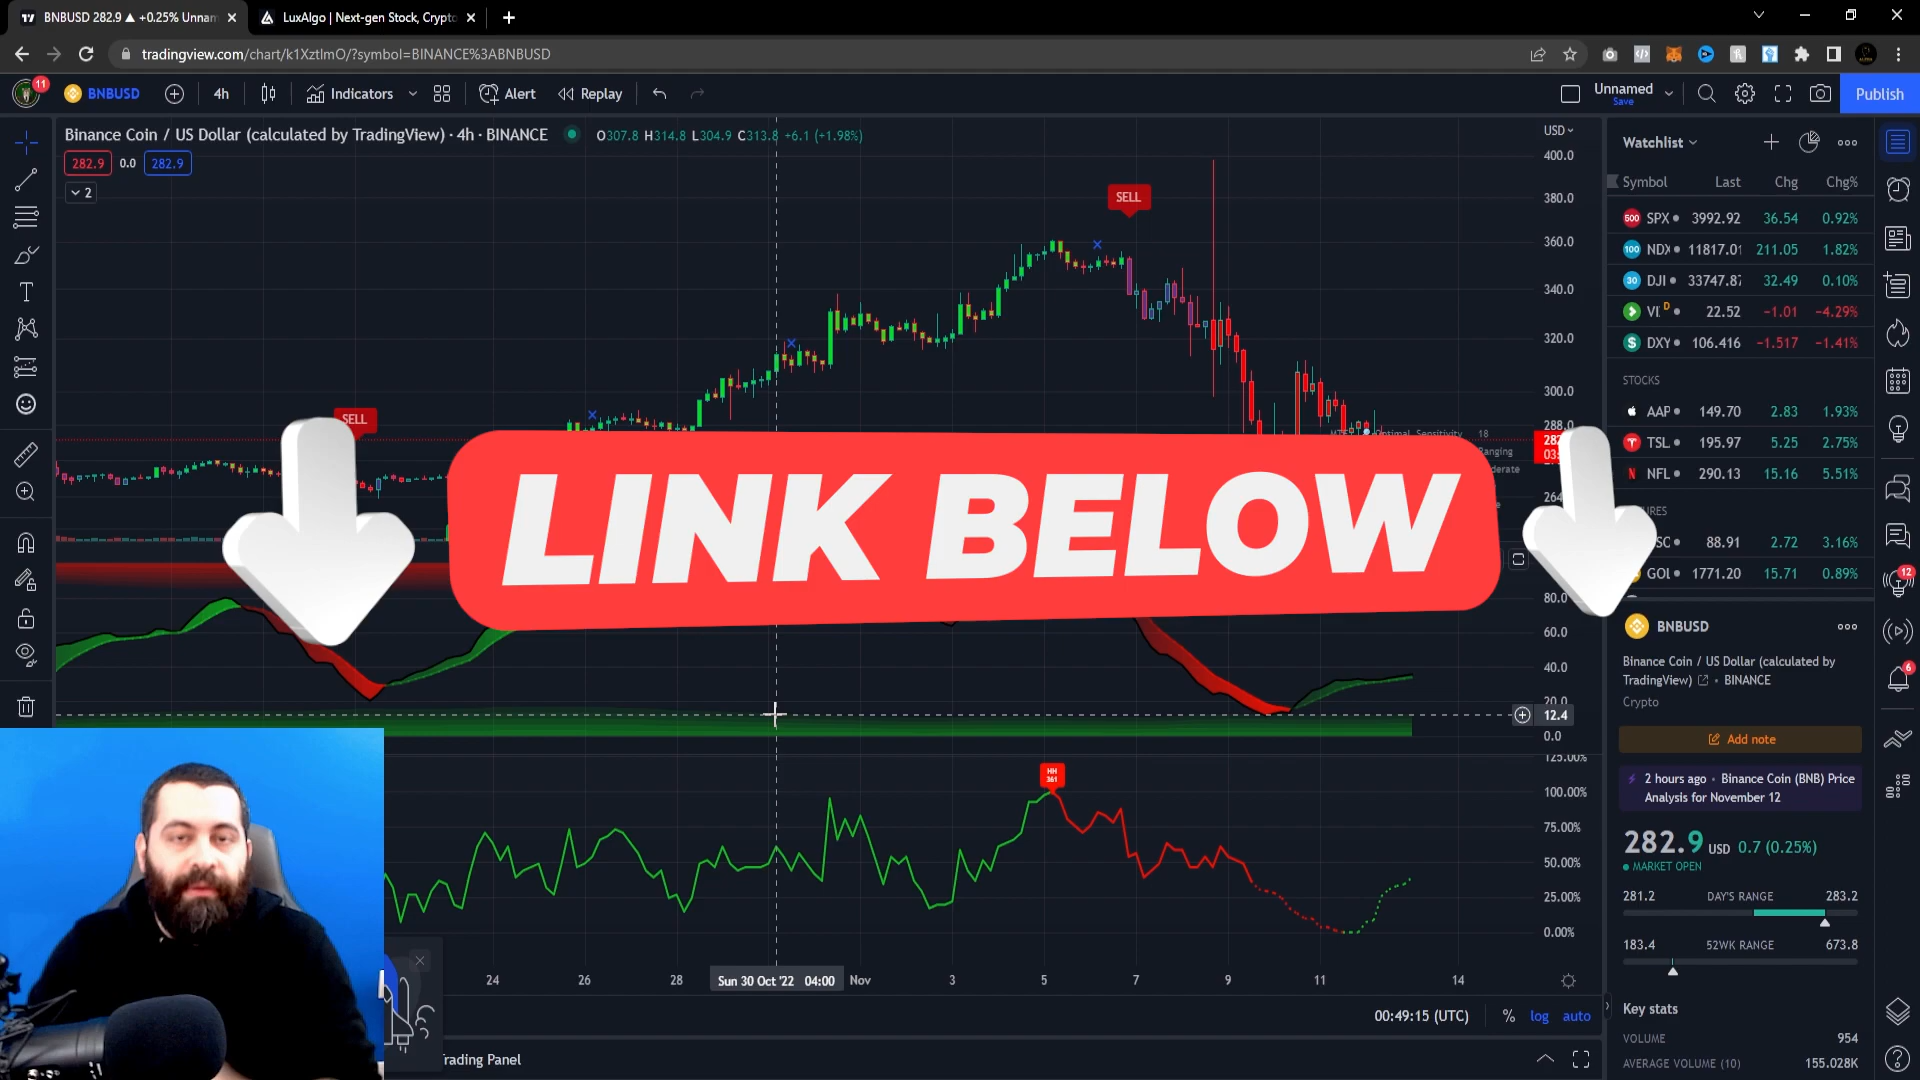 BNBUSD 282.9 ▲ +0.25% Unnam
LuxAlgo | Next-gen Stock, Crypto
tradingview.com/chart/k1XztlmO/?symbol=BINANCE%3ABNBUSD
11
BNBUSD
4h
Indicators
Alert
Replay
Unnamed
Save
Publish
Binance Coin / US Dollar (calculated by TradingView) · 4h · BINANCE
O307.8 H314.8 L304.9 C313.8 +6.1 (+1.98%)
282.9
0.0
282.9
2
USD
400.0
380.0
360.0
340.0
320.0
300.0
288.0
SELL
SELL
Optimal Sensitivity 18
Ranging
LINK BELOW
80.0
60.0
40.0
20.0
12.4
0.0
125.00%
100.00%
75.00%
50.00%
25.00%
0.00%
HH
361
24
26
28
Sun 30 Oct '22 04:00
Nov
3
5
7
9
11
14
00:49:15 (UTC)
%
log
auto
Trading Panel
Watchlist
Symbol Last Chg Chg%
500 SPX 3992.92 36.54 0.92%
100 NDX 11817.01 211.05 1.82%
30 DJI 33747.87 32.49 0.10%
VI D 22.52 −1.01 −4.29%
$ DXY 106.416 −1.517 −1.41%
STOCKS
AAP 149.70 2.83 1.93%
TSL 195.97 5.25 2.75%
NFL 290.13 15.16 5.51%
88.91 2.72 3.16%
GOL 1771.20 15.71 0.89%
12
6
BNBUSD
Binance Coin / US Dollar (calculated by
TradingView) • BINANCE
Crypto
Add note
2 hours ago • Binance Coin (BNB) Price
Analysis for November 12
282.9 USD 0.7 (0.25%)
MARKET OPEN
281.2 DAY'S RANGE 283.2
183.4 52WK RANGE 673.8
Key stats
VOLUME 954
AVERAGE VOLUME (10) 155.028K